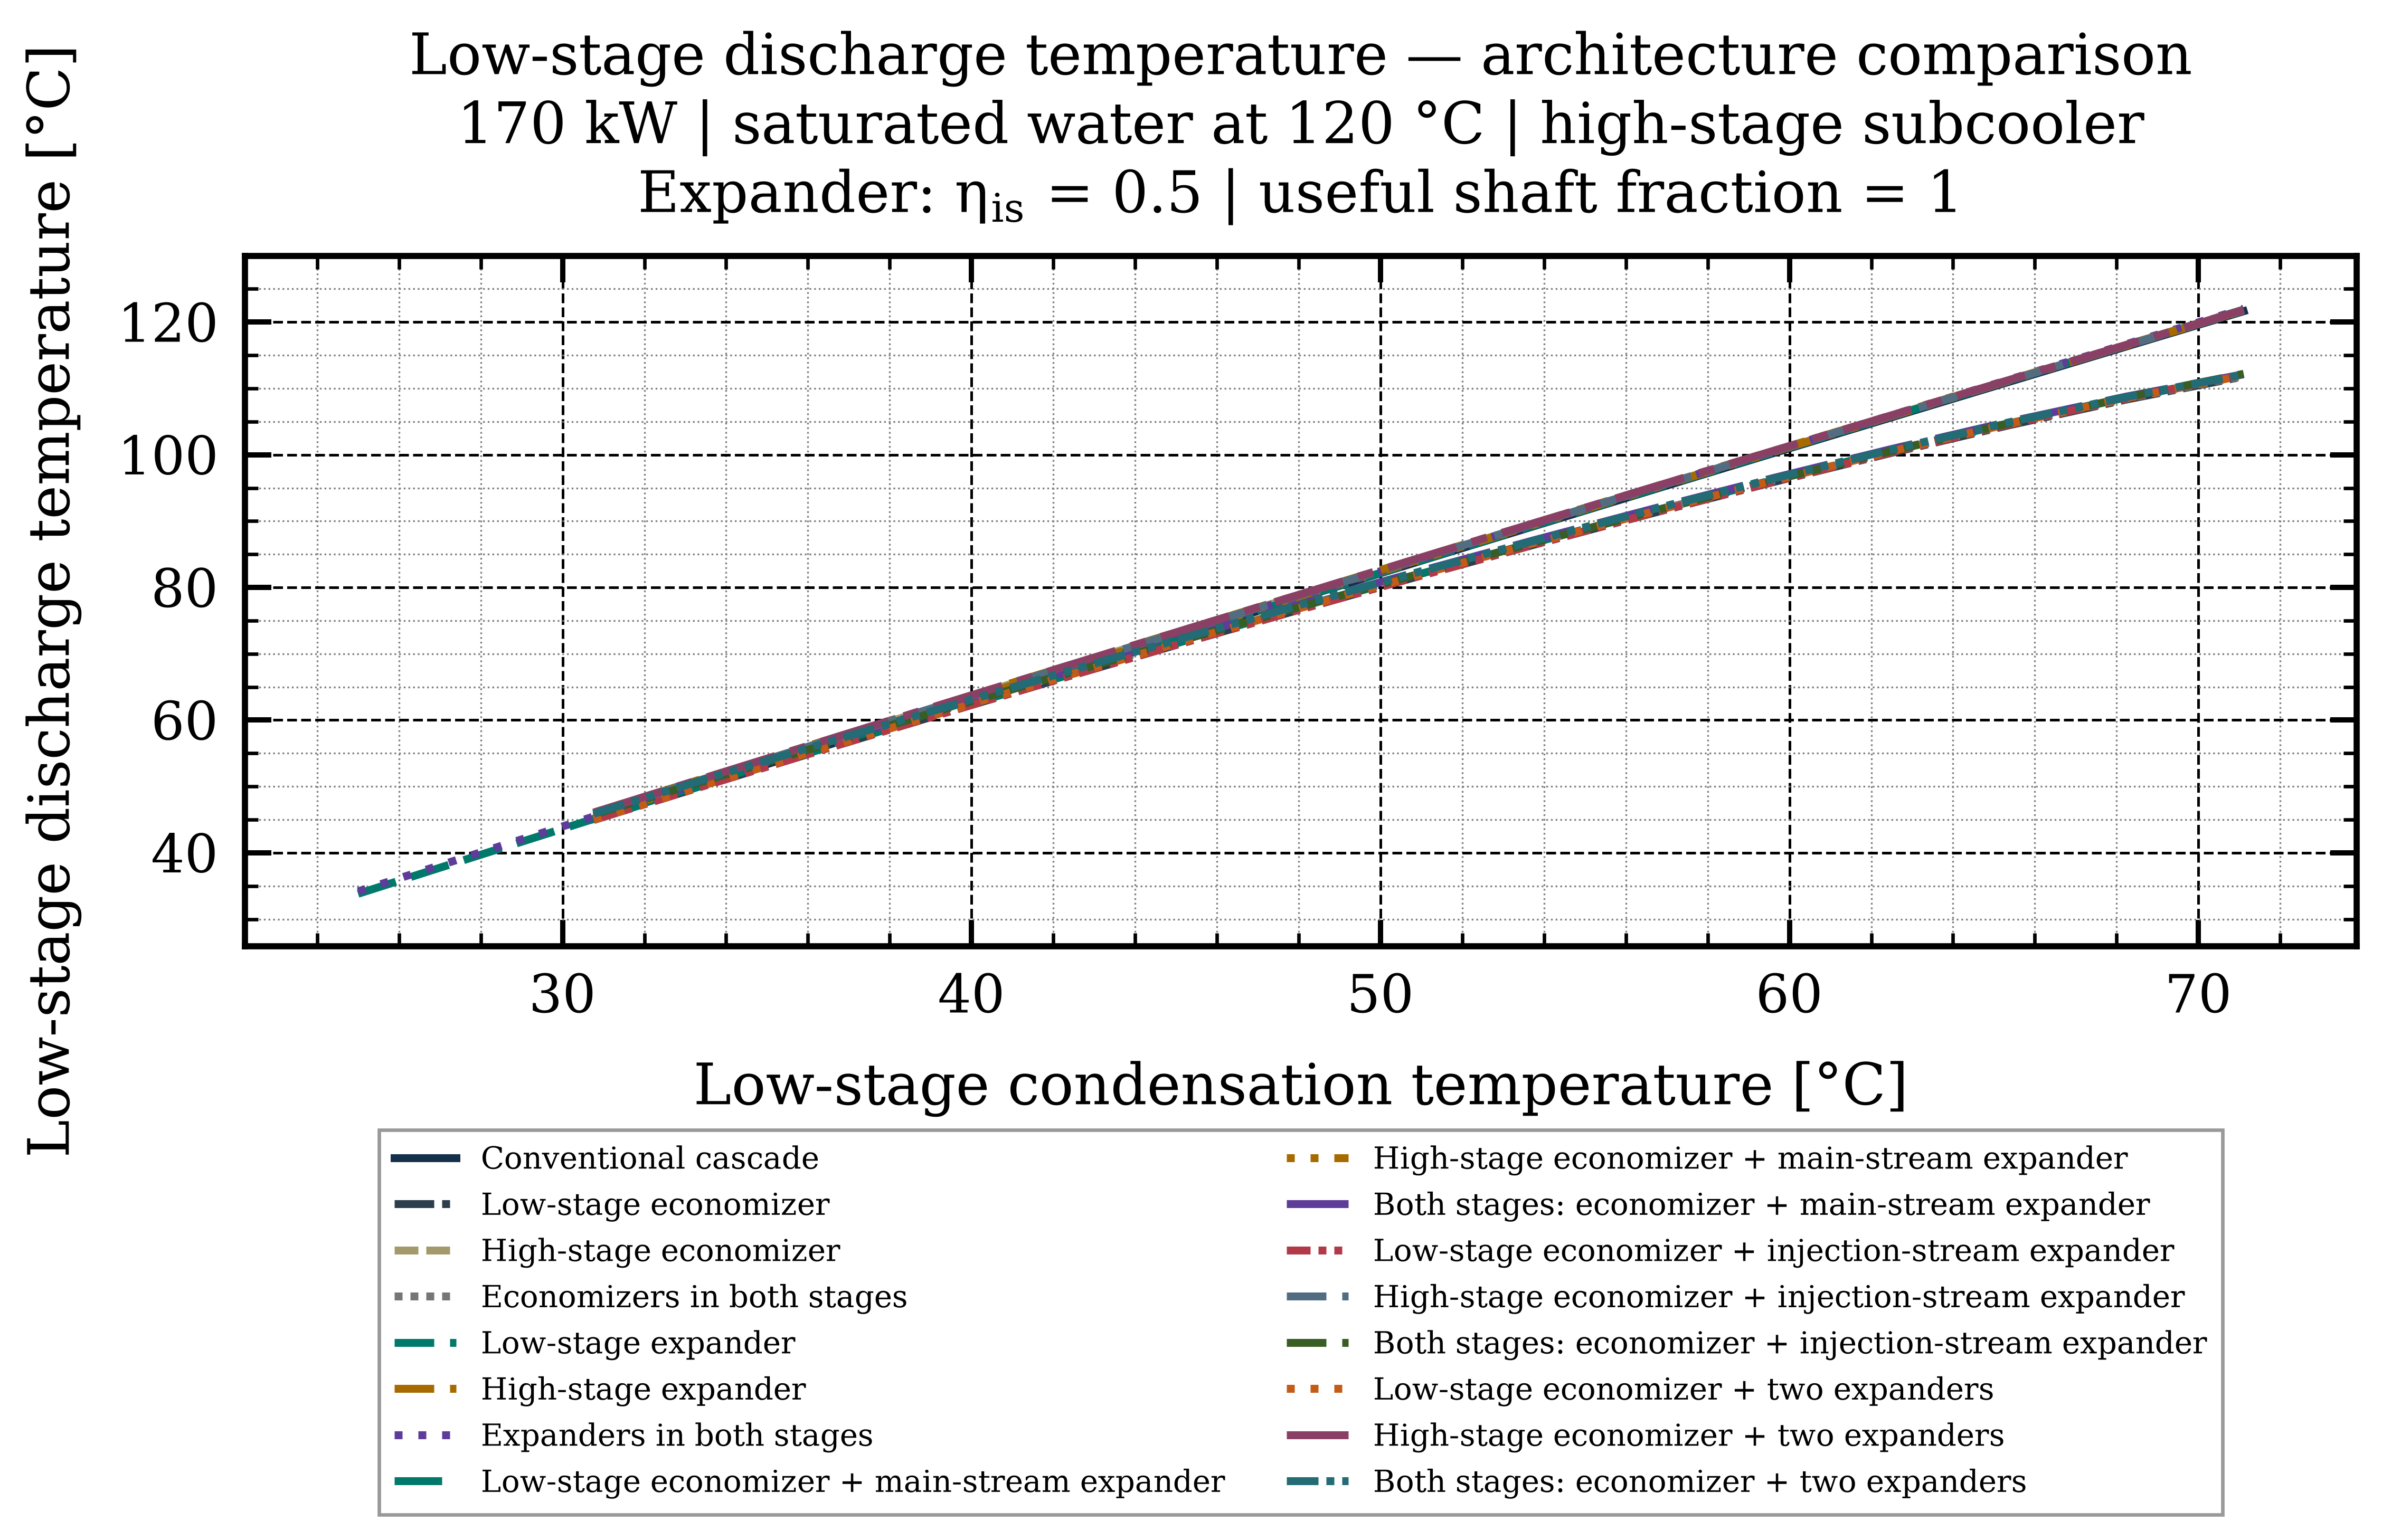 Low-stage discharge temperature — architecture comparison
170 kW | saturated water at 120 °C | high-stage subcooler
Expander: ηis = 0.5 | useful shaft fraction = 1
Low-stage discharge temperature [°C]
120
100
80
60
40
30 40 50 60 70
Low-stage condensation temperature [°C]
Conventional cascade
Low-stage economizer
High-stage economizer
Economizers in both stages
Low-stage expander
High-stage expander
Expanders in both stages
Low-stage economizer + main-stream expander
High-stage economizer + main-stream expander
Both stages: economizer + main-stream expander
Low-stage economizer + injection-stream expander
High-stage economizer + injection-stream expander
Both stages: economizer + injection-stream expander
Low-stage economizer + two expanders
High-stage economizer + two expanders
Both stages: economizer + two expanders